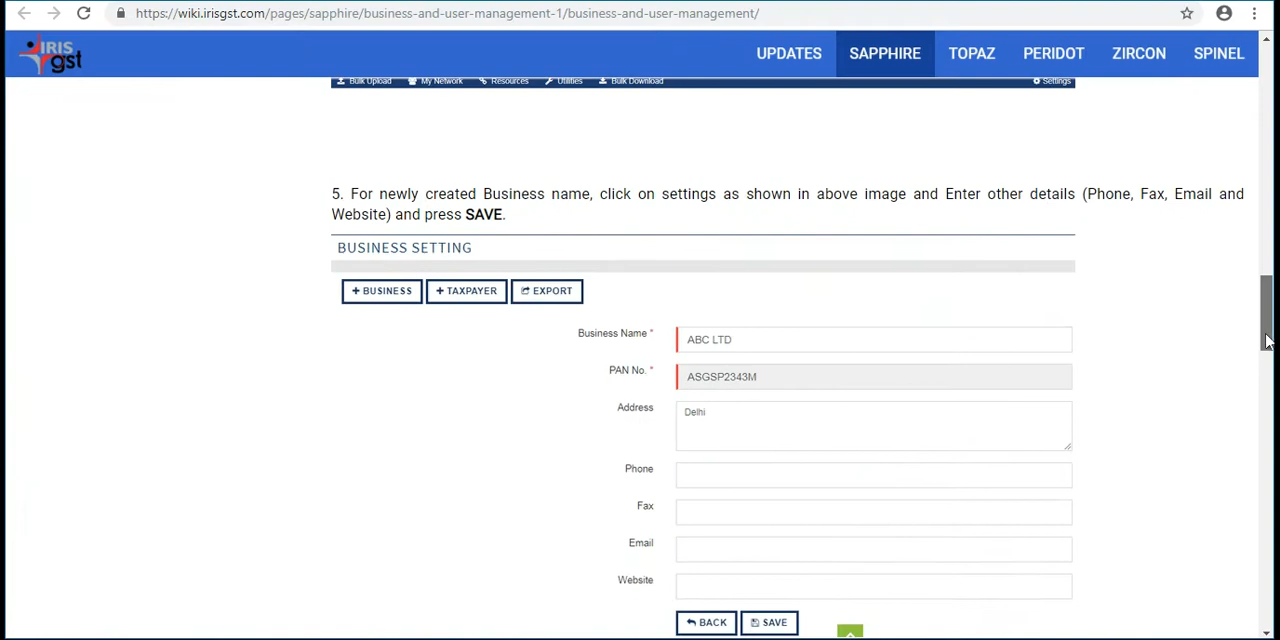 https://wiki.irisgst.com/pages/sapphire/business-and-user-management-1/business-and-user-management/
IRIS
gst
UPDATES SAPPHIRE TOPAZ PERIDOT ZIRCON SPINEL
Bulk Upload My Network Resources Utilities Bulk Download Settings
5. For newly created Business name, click on settings as shown in above image and Enter other details (Phone, Fax, Email and
Website) and press SAVE.
BUSINESS SETTING
+ BUSINESS + TAXPAYER EXPORT
Business Name * ABC LTD
PAN No. * ASGSP2343M
Address Delhi
Phone
Fax
Email
Website
BACK SAVE